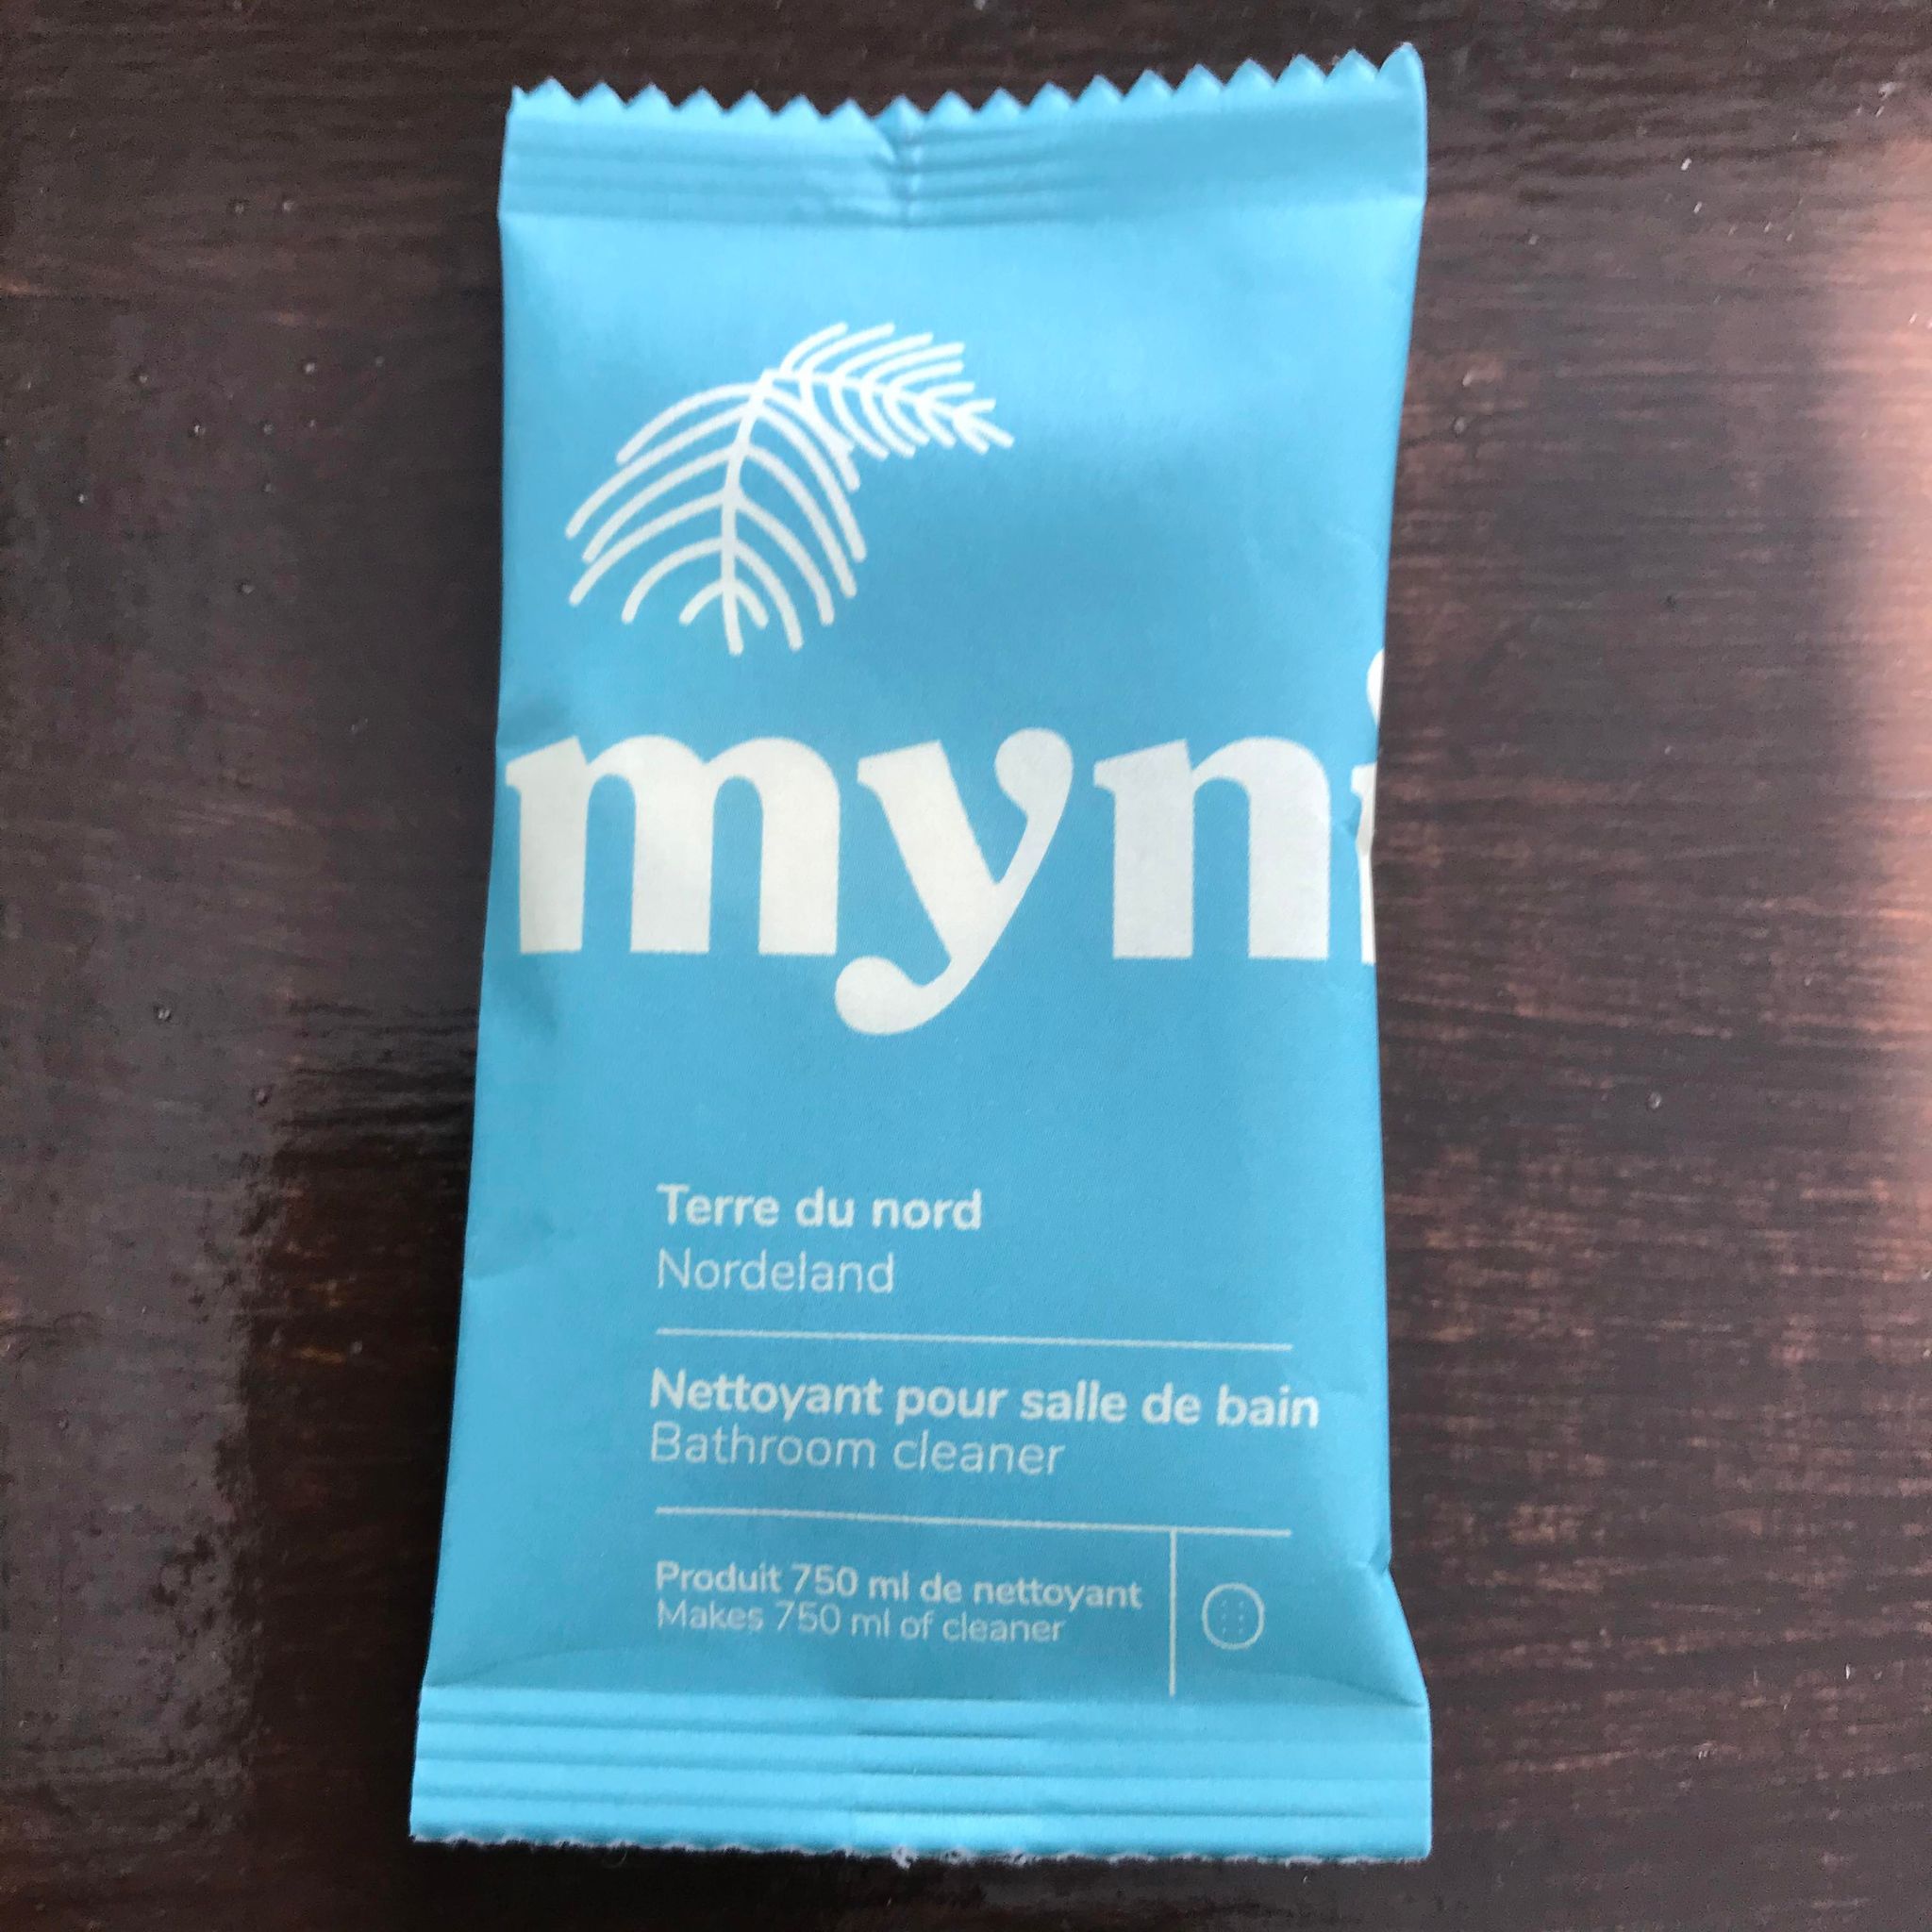 myni
Terre du nord
Nordeland
Nettoyant pour salle de bain
Bathroom cleaner
Produit 750 ml de nettoyant
Makes 750 ml of cleaner